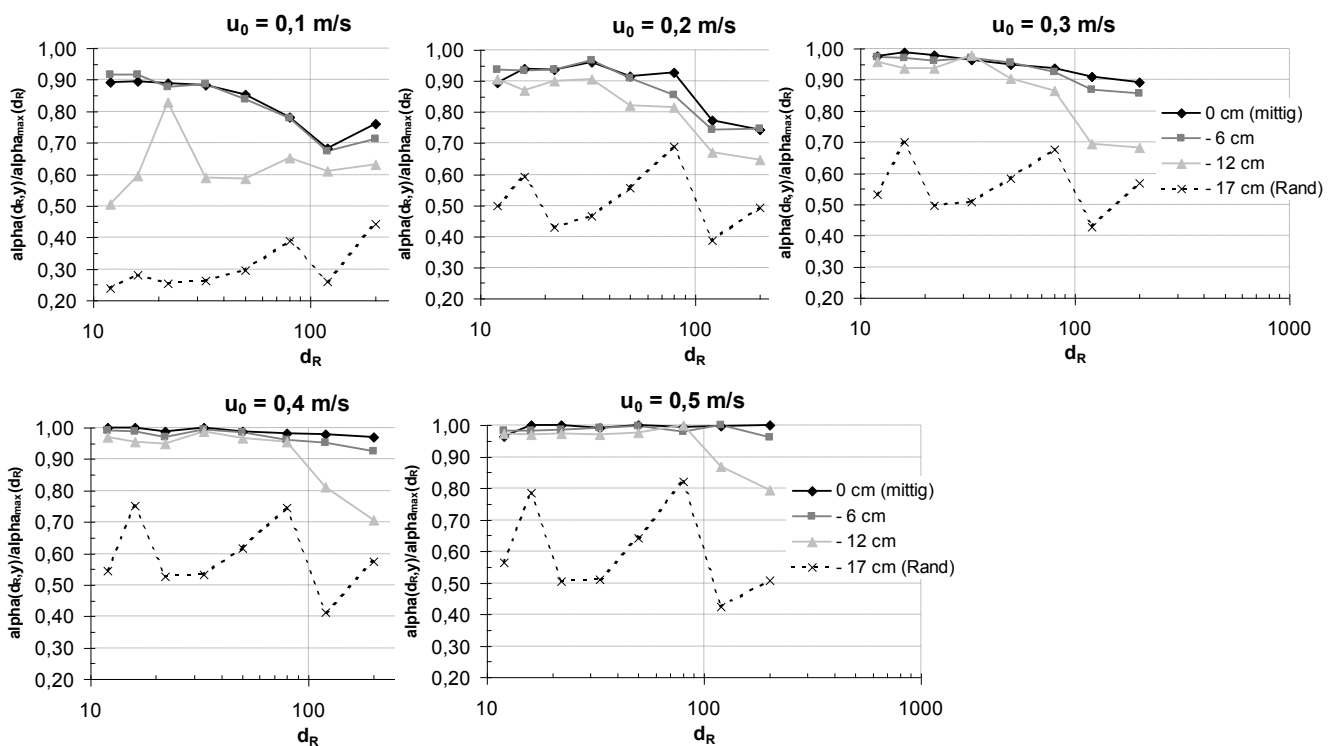 u₀ = 0,1 m/s
alpha(dR,y)/alphamax(dR)
1,00
0,90
0,80
0,70
0,60
0,50
0,40
0,30
0,20
10
100
dR
u₀ = 0,2 m/s
alpha(dR,y)/alphamax(dR)
1,00
0,90
0,80
0,70
0,60
0,50
0,40
0,30
0,20
10
100
dR
u₀ = 0,3 m/s
alpha(dR,y)/alphamax(dR)
1,00
0,90
0,80
0,70
0,60
0,50
0,40
0,30
0,20
10
100
1000
dR
0 cm (mittig)
- 6 cm
- 12 cm
- 17 cm (Rand)
u₀ = 0,4 m/s
alpha(dR,y)/alphamax(dR)
1,00
0,90
0,80
0,70
0,60
0,50
0,40
0,30
0,20
10
100
dR
u₀ = 0,5 m/s
alpha(dR,y)/alphamax(dR)
1,00
0,90
0,80
0,70
0,60
0,50
0,40
0,30
0,20
10
100
1000
dR
0 cm (mittig)
- 6 cm
- 12 cm
- 17 cm (Rand)